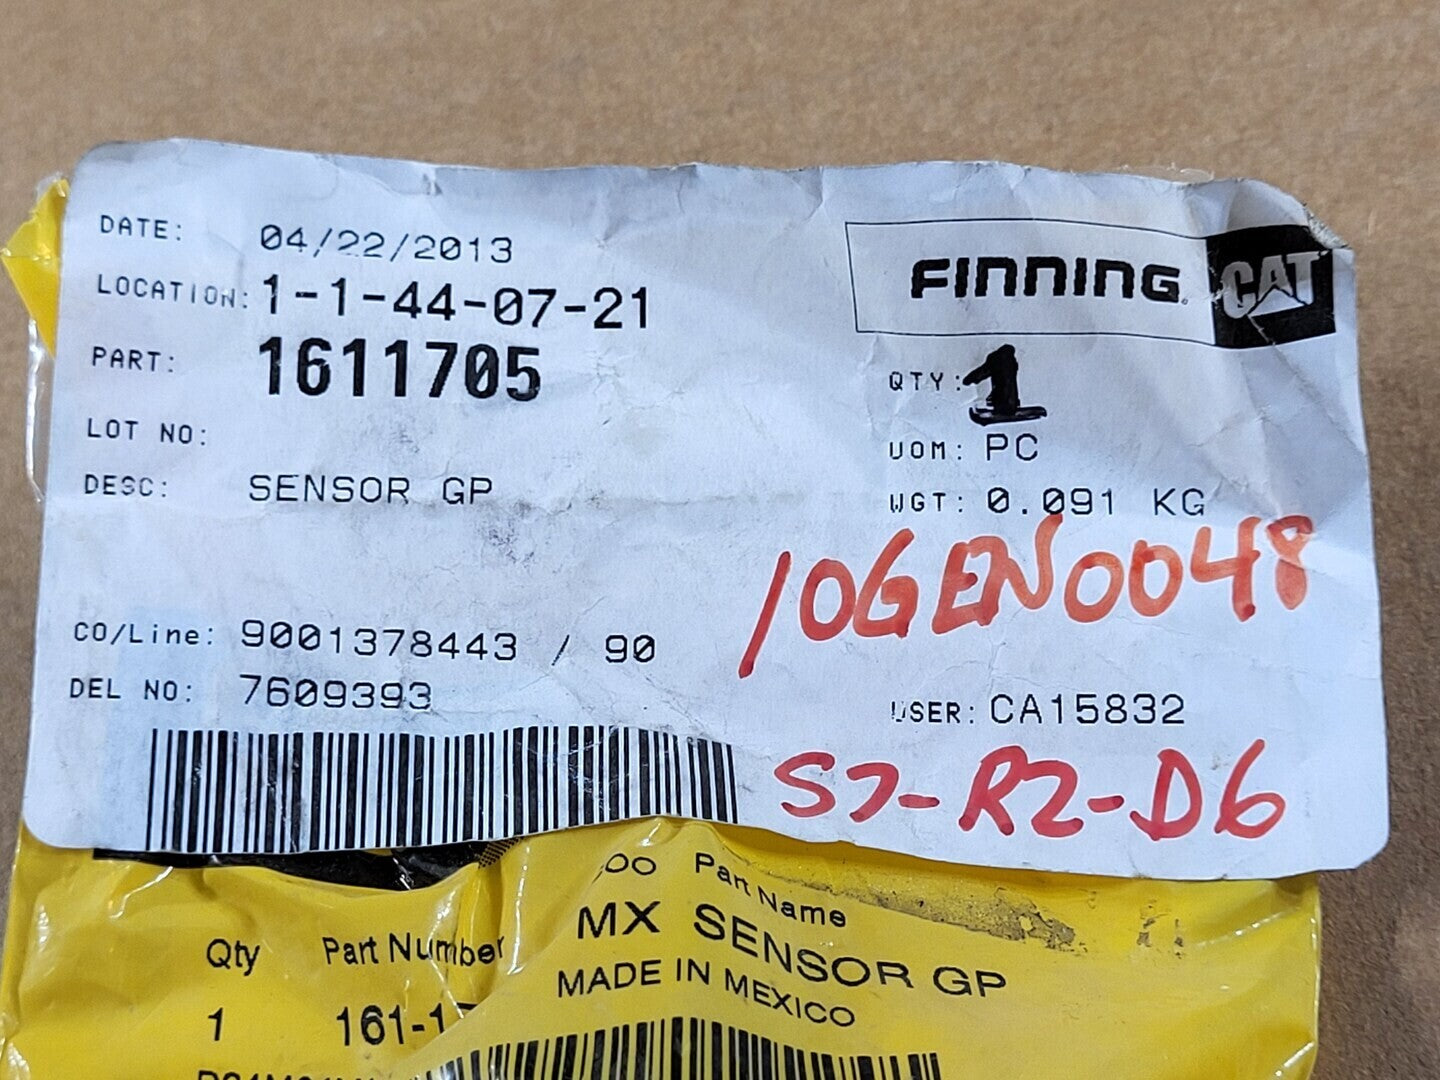 DATE: 04/22/2013
LOCATION: 1-1-44-07-21
PART: 1611705
LOT NO:
DESC: SENSOR GP
FINNING. CAT
QTY: 1
UOM: PC
WGT: 0.091 KG
10GEN0048
CO/Line: 9001378443 / 90
DEL NO: 7609393
USER: CA15832
S7-R2-D6
Part Name
MX SENSOR GP
MADE IN MEXICO
Qty Part Number
1 161-1